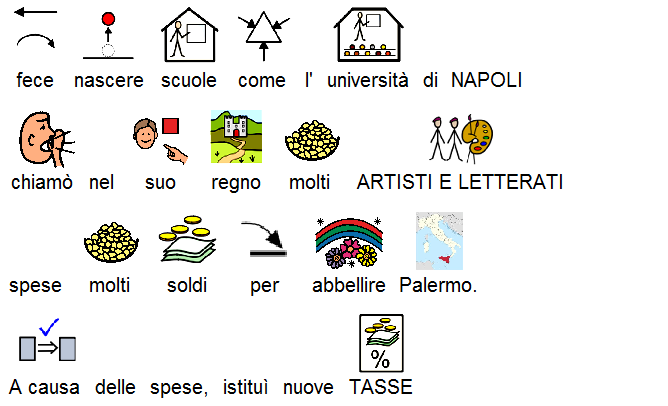 fece nascere scuole come l' università di NAPOLI
chiamò nel suo regno molti ARTISTI E LETTERATI
spese molti soldi per abbellire Palermo.
%
A causa delle spese, istituì nuove TASSE